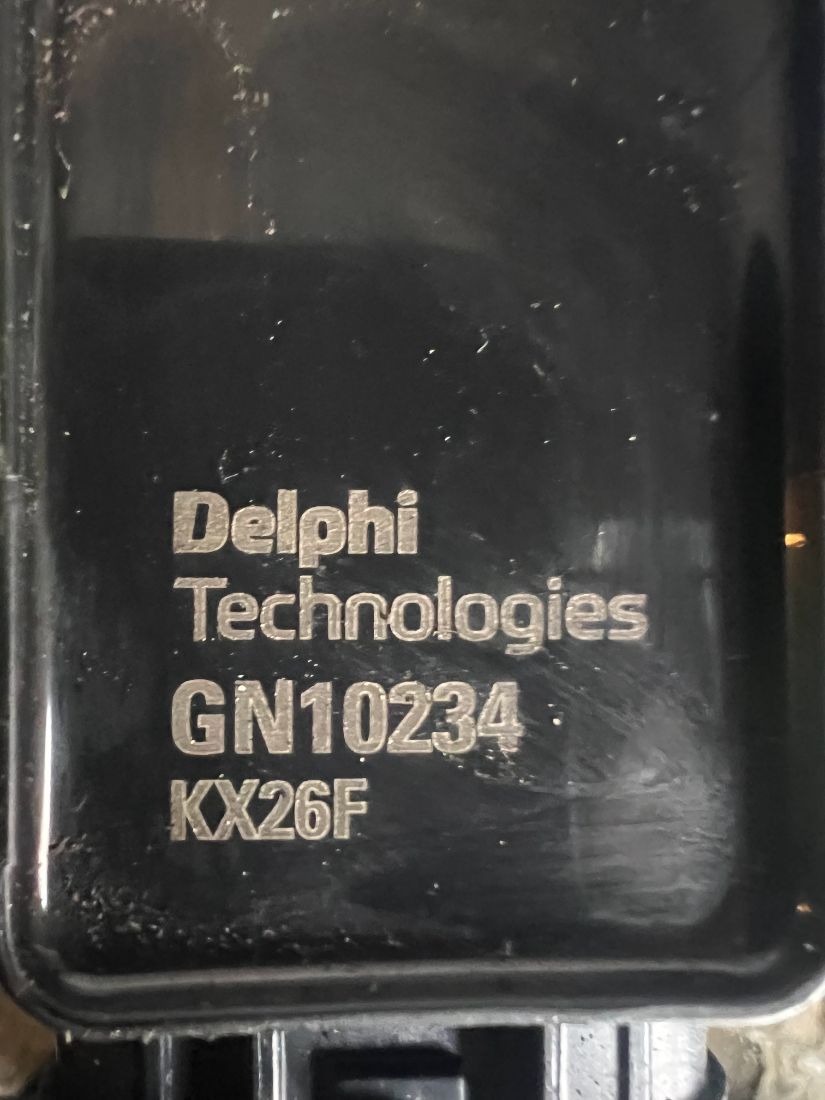 Delphi
Technologies
GN10234
KX26F